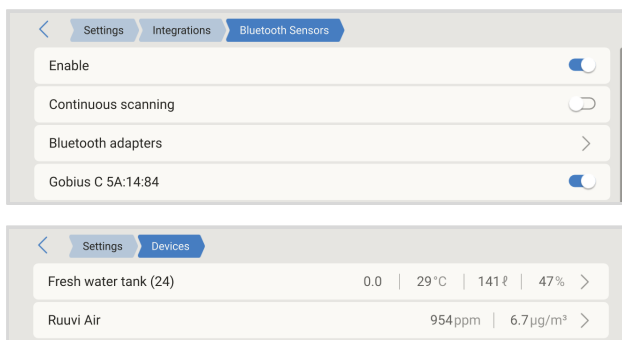 Settings Integrations Bluetooth Sensors
Enable
Continuous scanning
Bluetooth adapters
Gobius C 5A:14:84
Settings Devices
Fresh water tank (24) 0.0 29°C 141ℓ 47%
Ruuvi Air 954ppm 6.7µg/m³